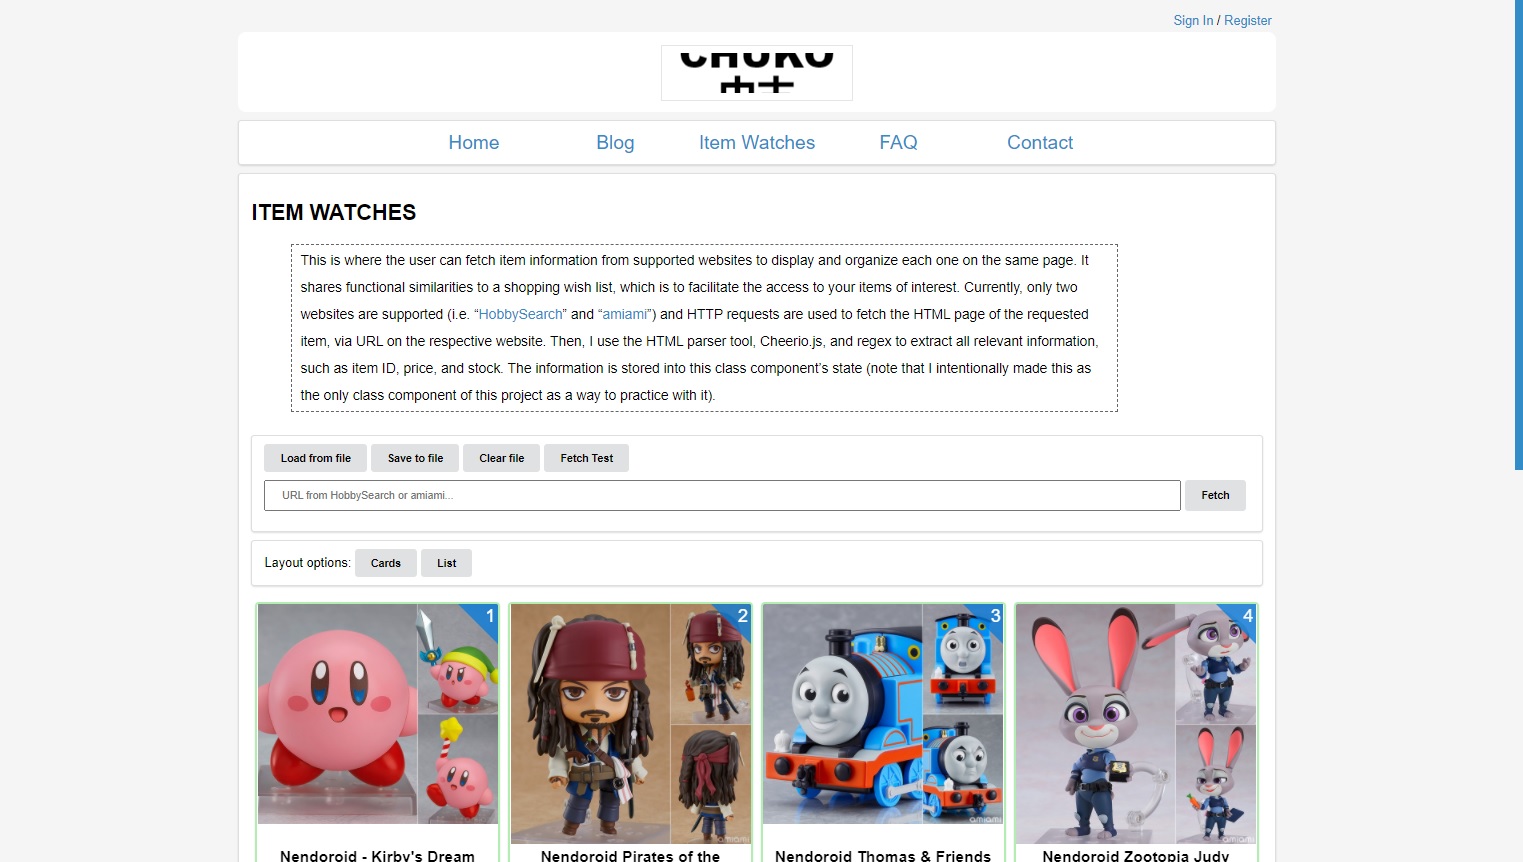 Sign In / Register
CHUKO
中古
Home Blog Item Watches FAQ Contact
ITEM WATCHES
This is where the user can fetch item information from supported websites to display and organize each one on the same page. It
shares functional similarities to a shopping wish list, which is to facilitate the access to your items of interest. Currently, only two
websites are supported (i.e. “HobbySearch” and “amiami”) and HTTP requests are used to fetch the HTML page of the requested
item, via URL on the respective website. Then, I use the HTML parser tool, Cheerio.js, and regex to extract all relevant information,
such as item ID, price, and stock. The information is stored into this class component’s state (note that I intentionally made this as
the only class component of this project as a way to practice with it).
Load from file Save to file Clear file Fetch Test
URL from HobbySearch or amiami... Fetch
Layout options: Cards List
1 2 3 4
amiami amiami amiami
Nendoroid - Kirby's Dream Nendoroid Pirates of the Nendoroid Thomas & Friends Nendoroid Zootopia Judy